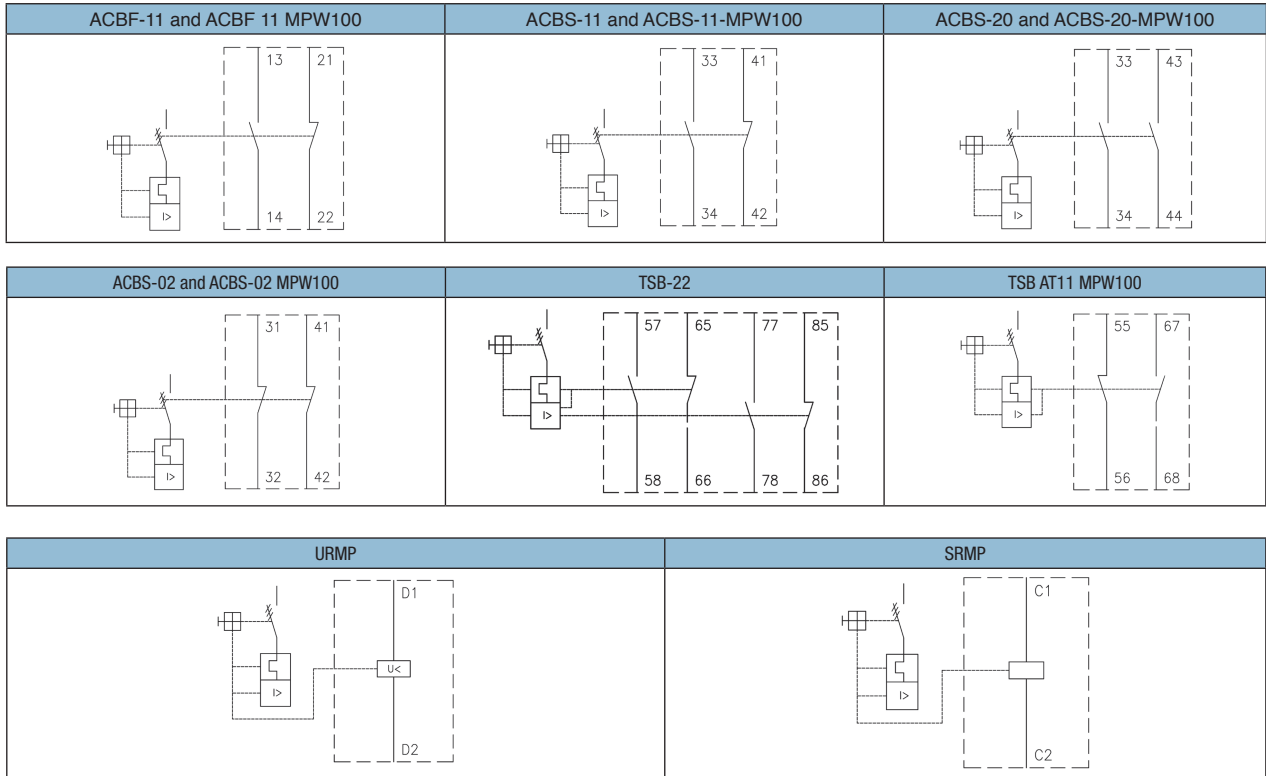 ACBF-11 and ACBF 11 MPW100
ACBS-11 and ACBS-11-MPW100
ACBS-20 and ACBS-20-MPW100
13 21
I>
14 22
33 41
I>
34 42
33 43
I>
34 44
ACBS-02 and ACBS-02 MPW100
TSB-22
TSB AT11 MPW100
31 41
I>
32 42
57 65 77 85
I>
58 66 78 86
55 67
I>
56 68
URMP
SRMP
D1
U<
I>
D2
C1
I>
C2